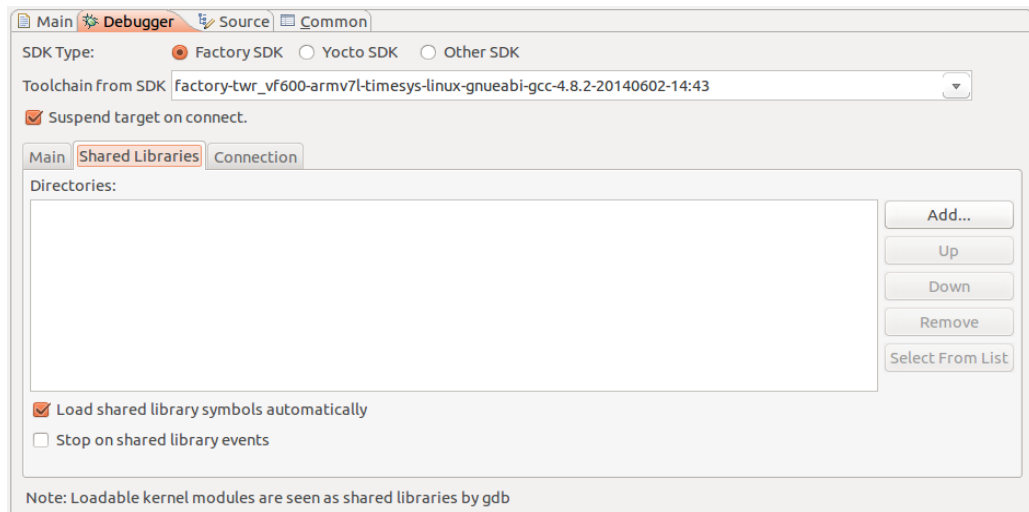 Main Debugger Source Common
SDK Type: Factory SDK Yocto SDK Other SDK
Toolchain from SDK factory-twr_vf600-armv7l-timesys-linux-gnueabi-gcc-4.8.2-20140602-14:43
Suspend target on connect.
Main Shared Libraries Connection
Directories:
Add...
Up
Down
Remove
Select From List
Load shared library symbols automatically
Stop on shared library events
Note: Loadable kernel modules are seen as shared libraries by gdb